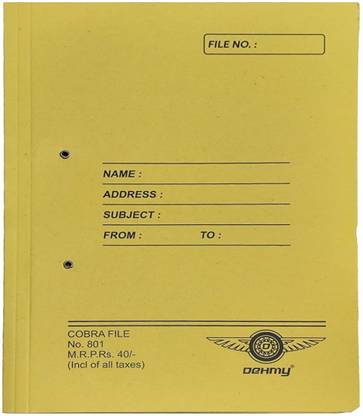 FILE NO. :
NAME :
ADDRESS :
SUBJECT :
FROM : TO :
COBRA FILE
No. 801
M.R.P.Rs. 40/-
(Incl of all taxes)
DEHMY